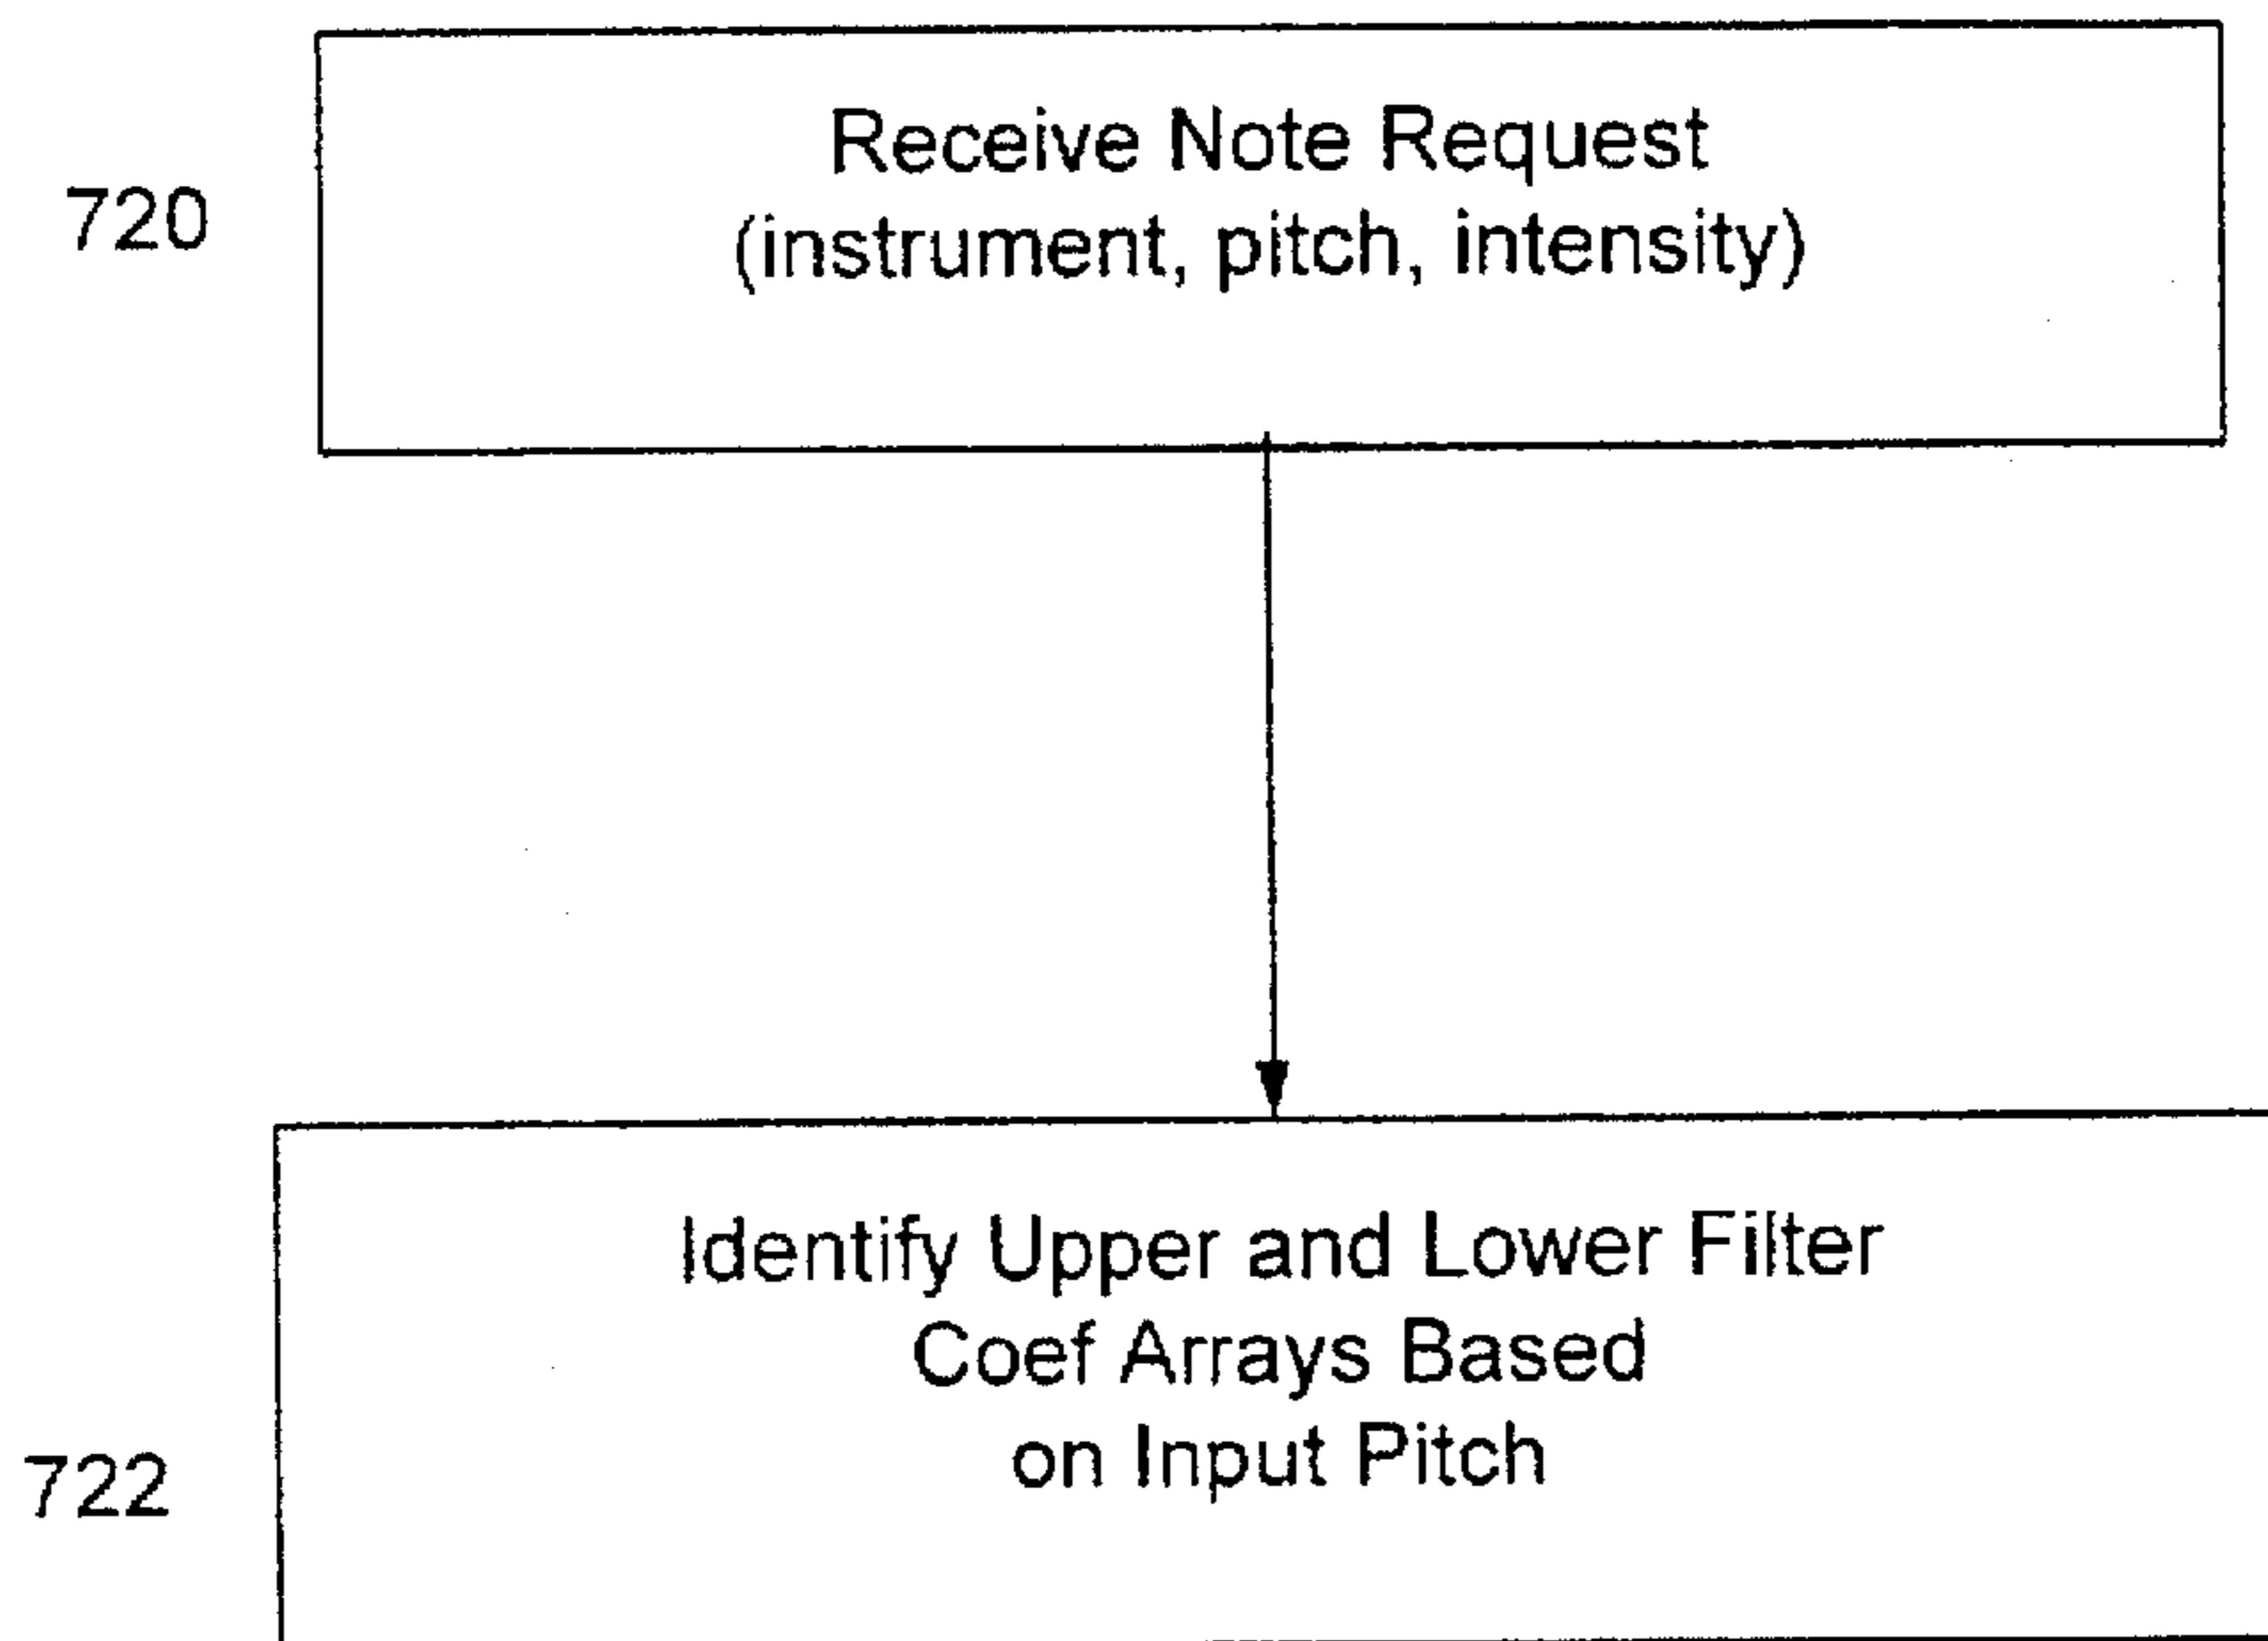 720
Receive Note Request
(instrument, pitch, intensity)
722
Identify Upper and Lower Filter
Coef Arrays Based
on Input Pitch